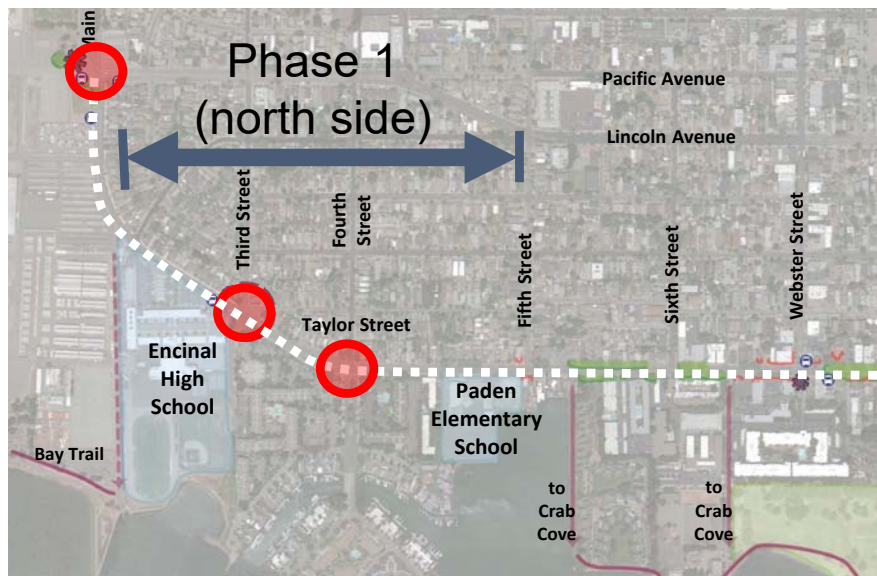 Main
Phase 1
(north side)
Pacific Avenue
Lincoln Avenue
Third Street
Fourth
Street
Fifth Street
Sixth Street
Webster Street
Taylor Street
Encinal
High
School
Paden
Elementary
School
Bay Trail
to
Crab
Cove
to
Crab
Cove